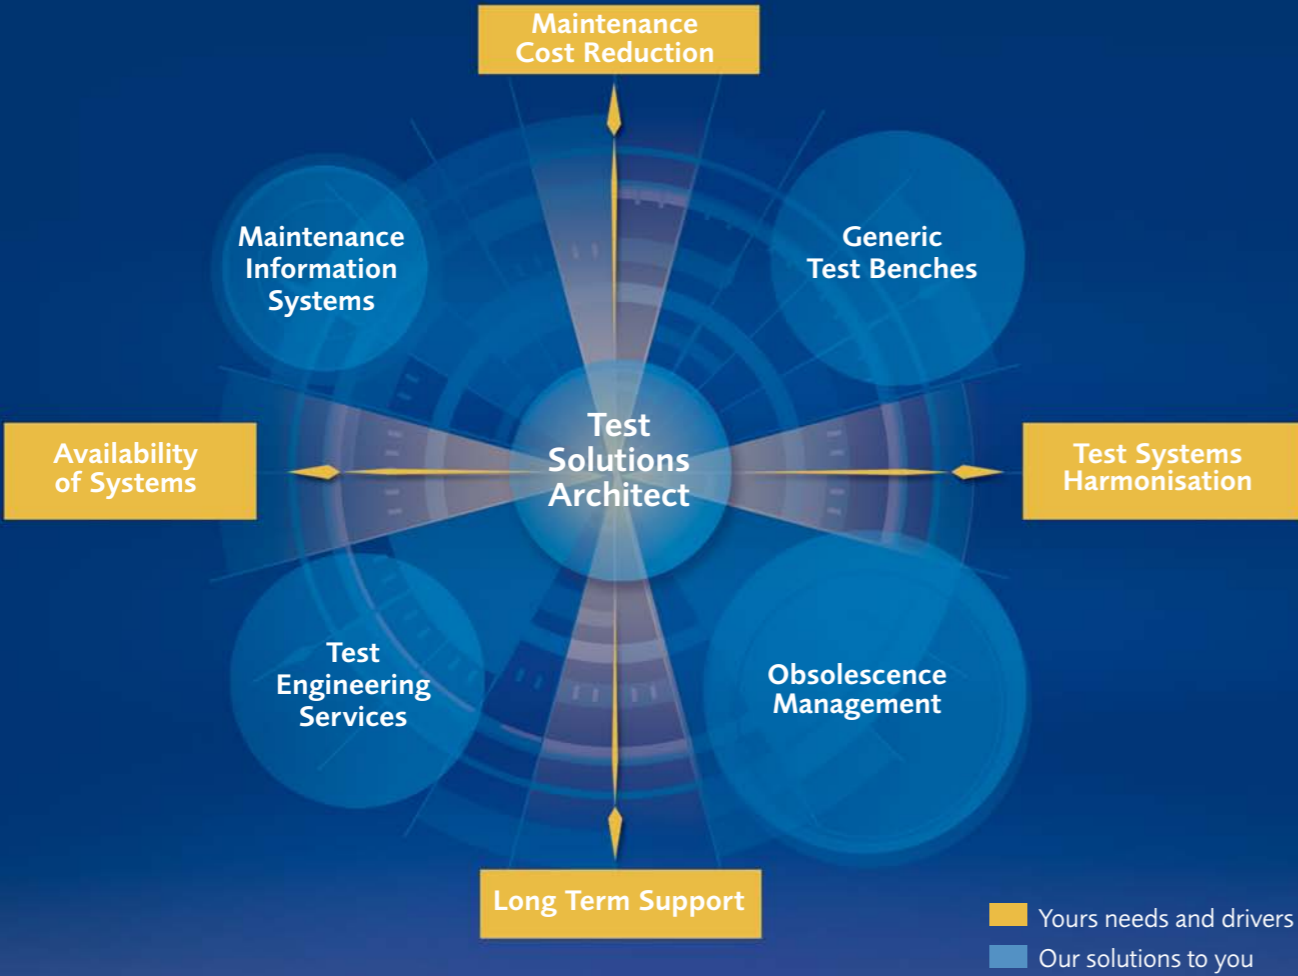 Maintenance
Cost Reduction
Maintenance
Information
Systems
Generic
Test Benches
Availability
of Systems
Test
Solutions
Architect
Test Systems
Harmonisation
Test
Engineering
Services
Obsolescence
Management
Long Term Support
Yours needs and drivers
Our solutions to you